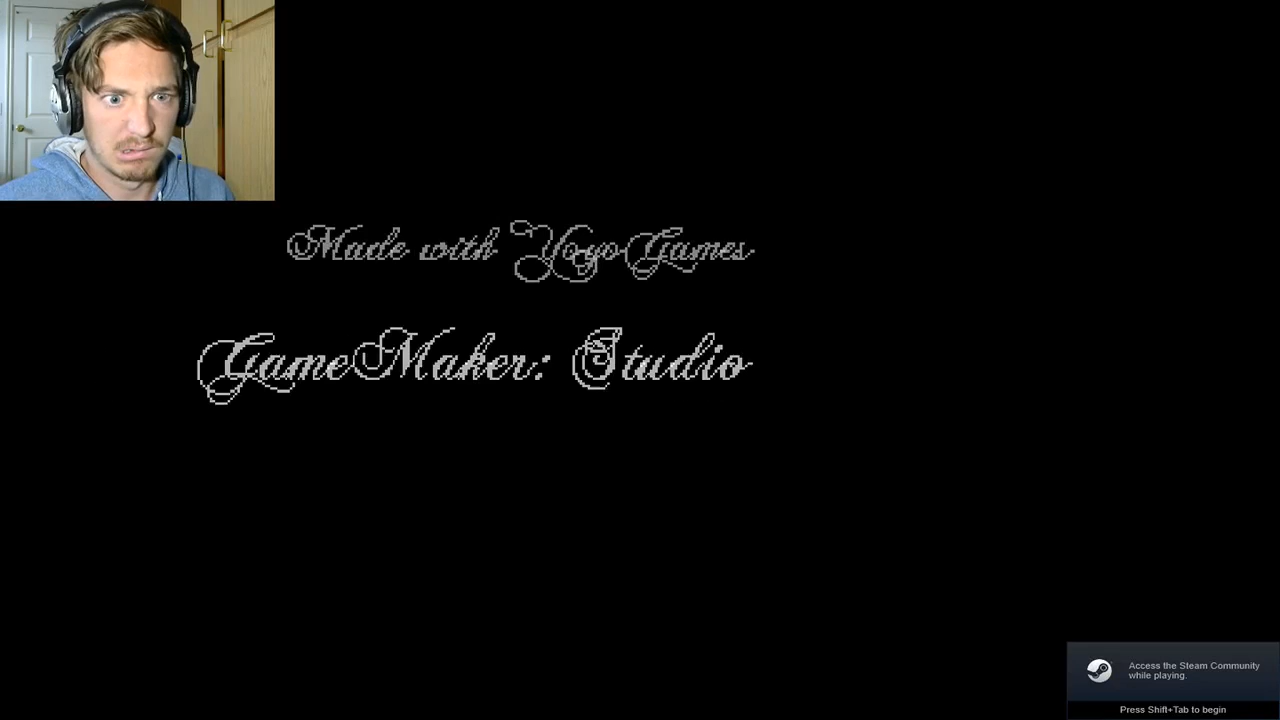 Made with YoyoGames
GameMaker: Studio
Access the Steam Community
while playing.
Press Shift+Tab to begin